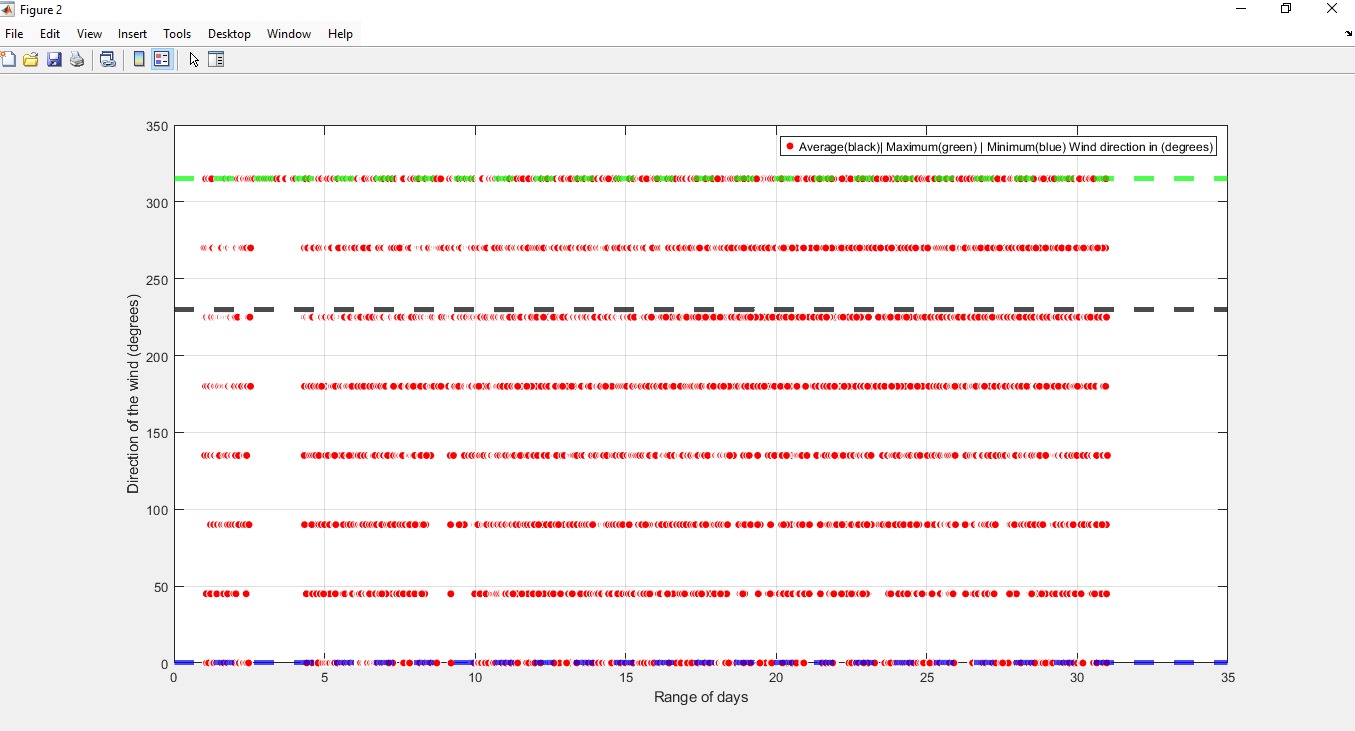 Figure 2
File Edit View Insert Tools Desktop Window Help
Average(black)| Maximum(green) | Minimum(blue) Wind direction in (degrees)
350
300
250
200
150
100
50
0
Direction of the wind (degrees)
0 5 10 15 20 25 30 35
Range of days